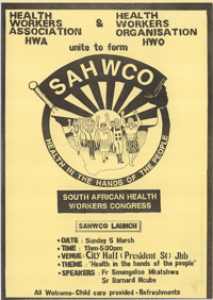 HEALTH
WORKERS
ASSOCIATION
HWA
&
HEALTH
WORKERS
ORGANISATION
HWO
unite to form
SAHWCO
HEALTH IN THE HANDS OF THE PEOPLE
SOUTH AFRICAN HEALTH
WORKERS CONGRESS
SAHWCO LAUNCH
• DATE : Sunday 5 March
• TIME : 11am-5:30pm
• VENUE: City Hall (President St) Jhb
• THEME : "Health in the hands of the people"
• SPEAKERS : Fr Smangaliso Mkatshwa
Sr Barnard Ncube
All Welcome - Child care provided - Refreshments